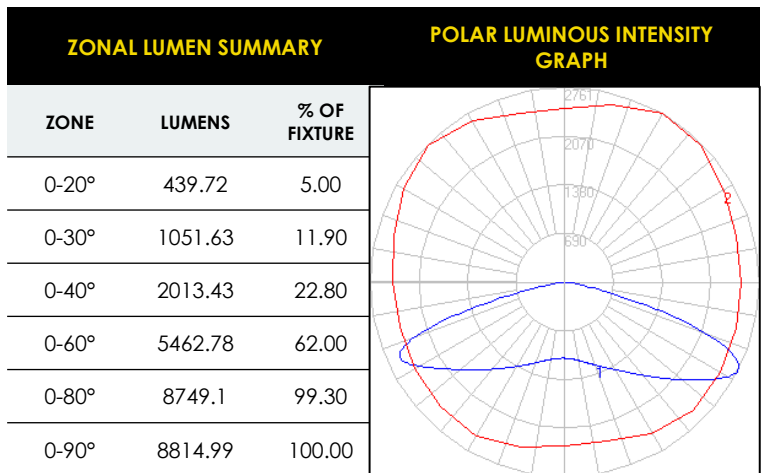 ZONAL LUMEN SUMMARY
POLAR LUMINOUS INTENSITY
GRAPH
ZONE LUMENS % OF
FIXTURE
0-20° 439.72 5.00
0-30° 1051.63 11.90
0-40° 2013.43 22.80
0-60° 5462.78 62.00
0-80° 8749.1 99.30
0-90° 8814.99 100.00
2761
2070
1380
690
2
1